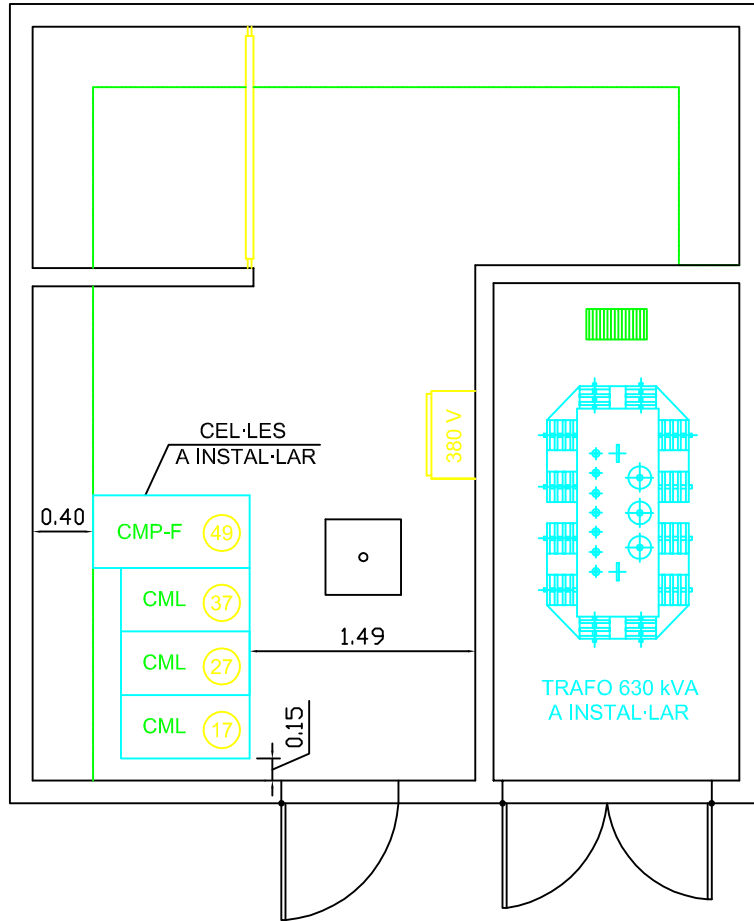 CEL·LES
A INSTAL·LAR
380 V
0.40
CMP-F 49
CML 37
1.49
CML 27
CML 17
0.15
TRAFO 630 kVA
A INSTAL·LAR